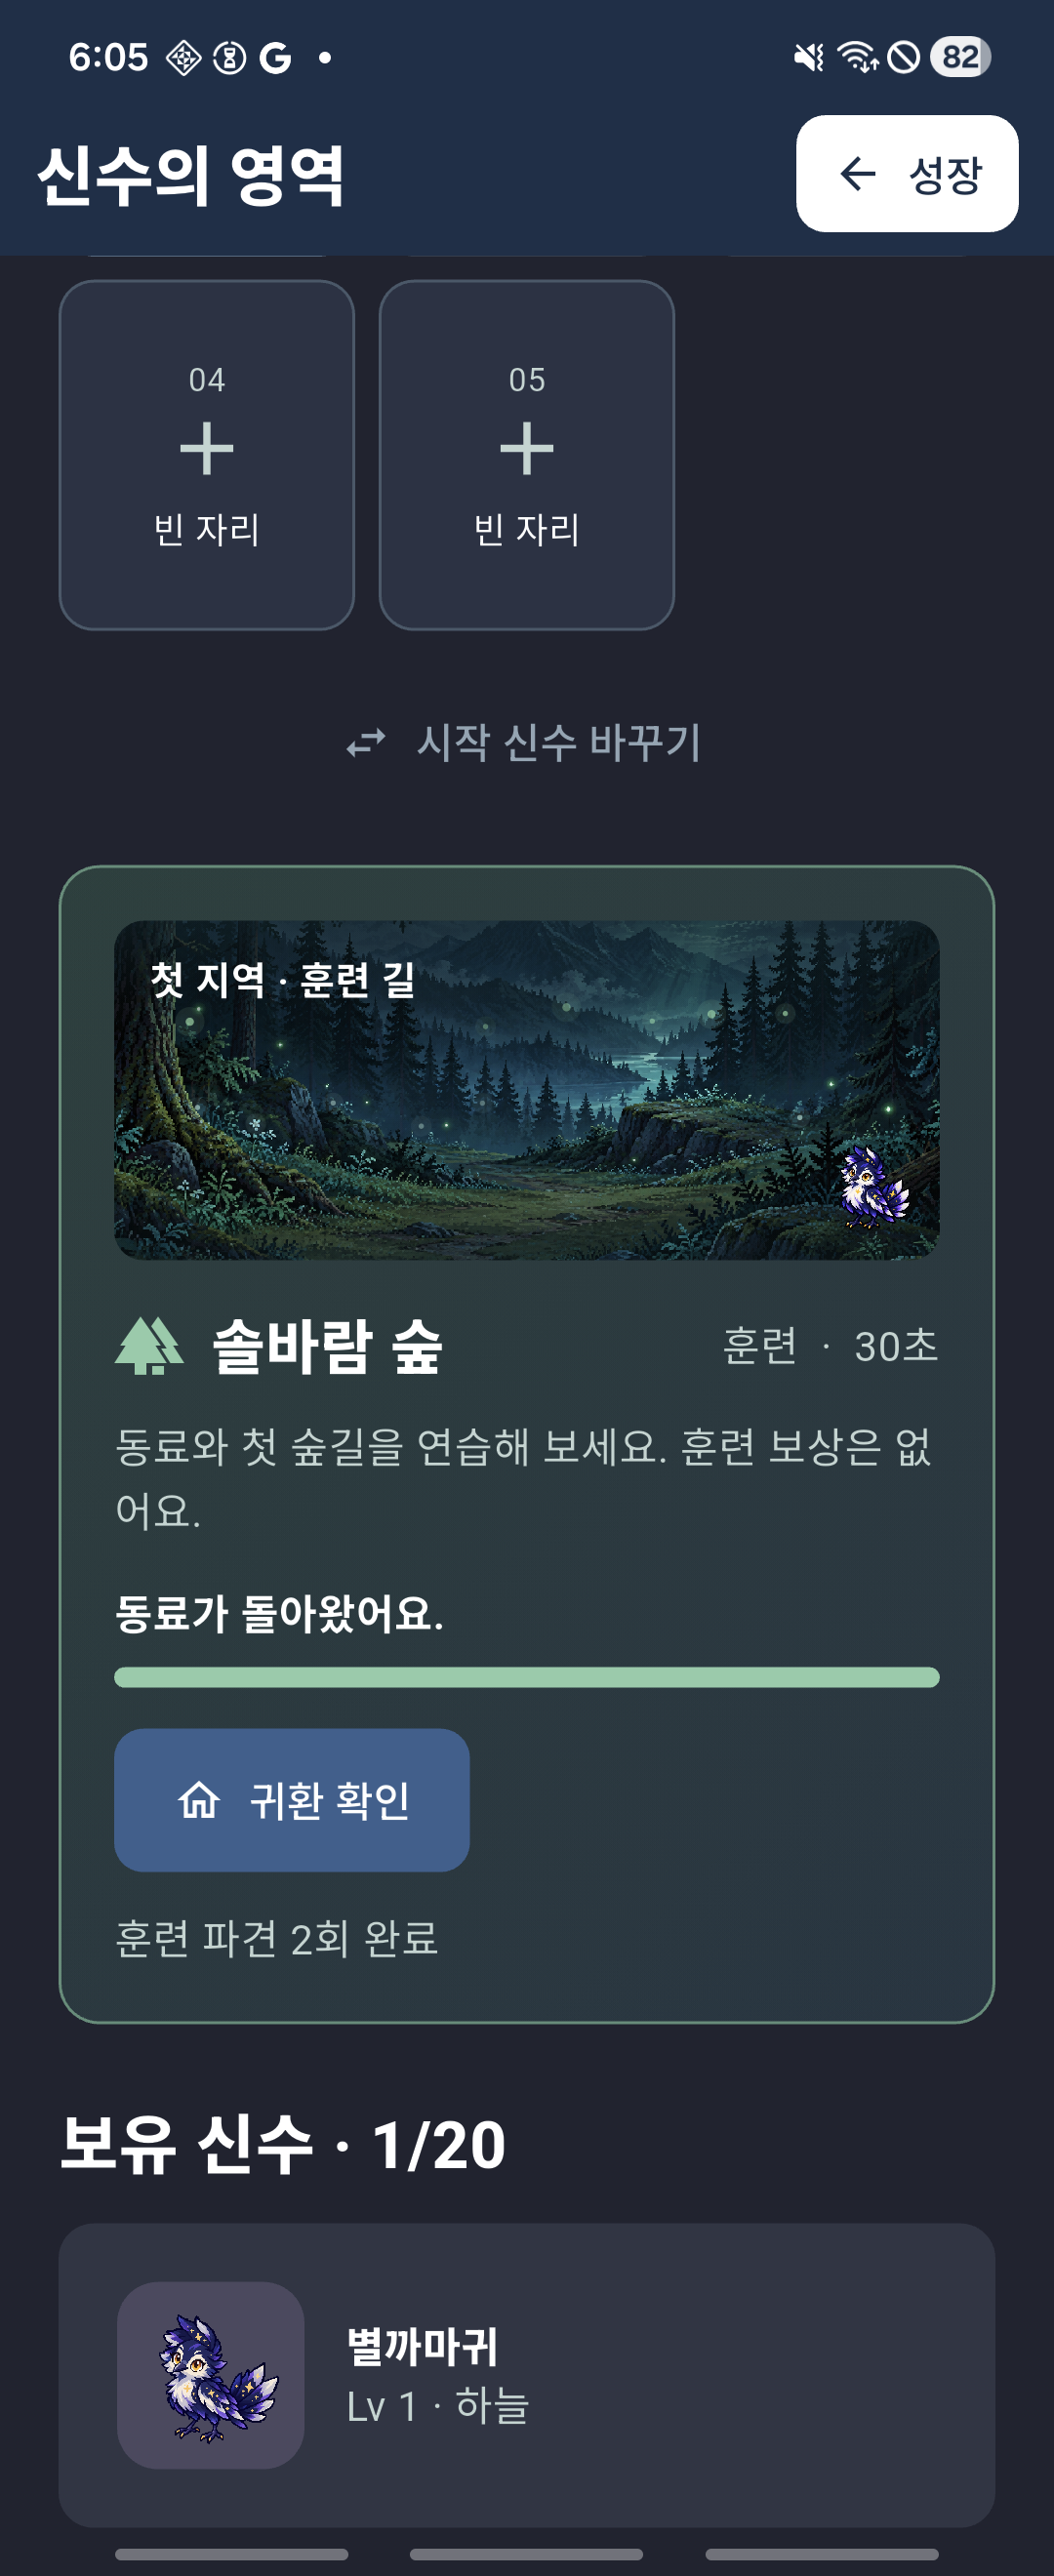 6:05
82
신수의 영역
성장
04
빈 자리
05
빈 자리
시작 신수 바꾸기
첫 지역 · 훈련 길
솔바람 숲
훈련 · 30초
동료와 첫 숲길을 연습해 보세요. 훈련 보상은 없
어요.
동료가 돌아왔어요.
귀환 확인
훈련 파견 2회 완료
보유 신수 · 1/20
별까마귀
Lv 1 · 하늘